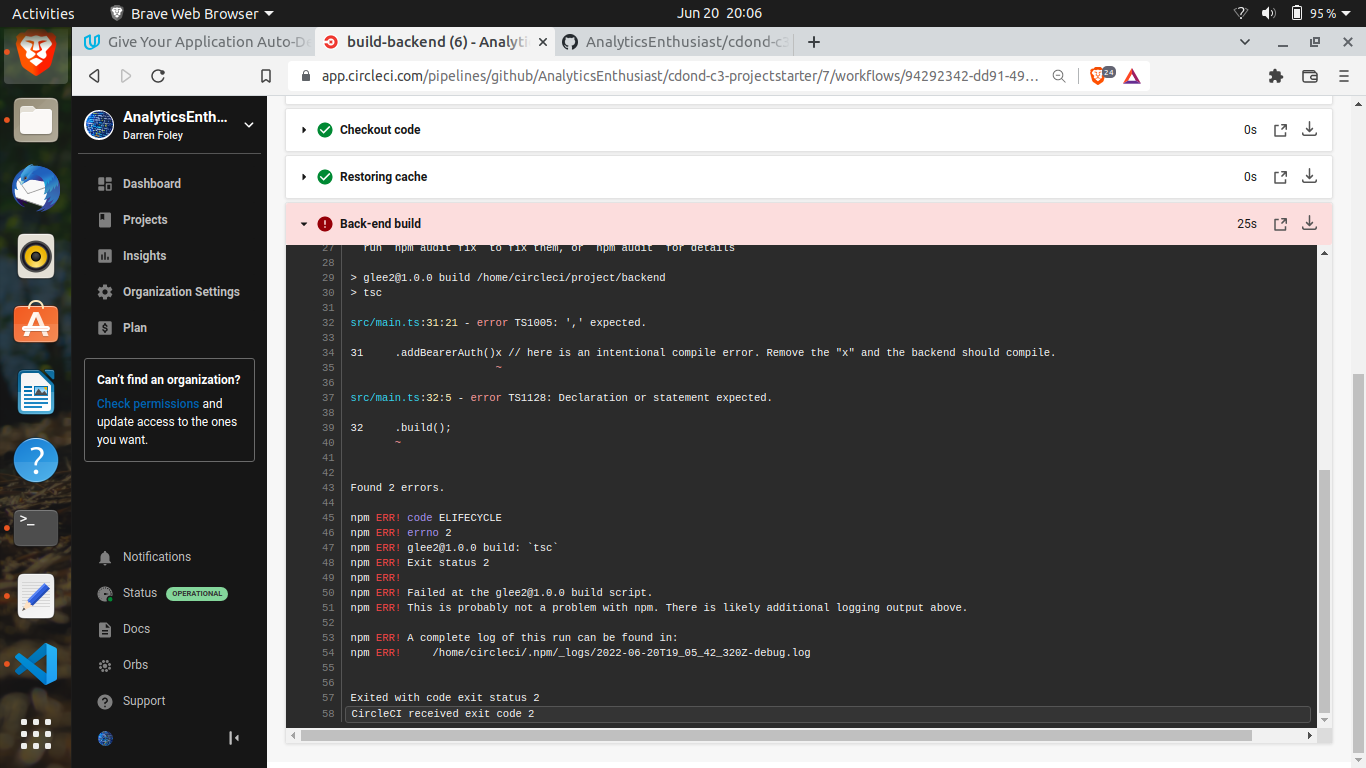 Activities
Brave Web Browser
Jun 20 20:06
95 %
Give Your Application Auto-D
build-backend (6) - Analyti
AnalyticsEnthusiast/cdond-c3
app.circleci.com/pipelines/github/AnalyticsEnthusiast/cdond-c3-projectstarter/7/workflows/94292342-dd91-49...
24
AnalyticsEnth...
Darren Foley
Dashboard
Projects
Insights
Organization Settings
Plan
Can't find an organization?
Check permissions and
update access to the ones
you want.
Notifications
Status OPERATIONAL
Docs
Orbs
Support
Checkout code 0s
Restoring cache 0s
Back-end build 25s
27 run `npm audit fix` to fix them, or `npm audit` for details
28
29 > glee2@1.0.0 build /home/circleci/project/backend
30 > tsc
31
32 src/main.ts:31:21 - error TS1005: ',' expected.
33
34 31     .addBearerAuth()x // here is an intentional compile error. Remove the "x" and the backend should compile.
35 ~
36
37 src/main.ts:32:5 - error TS1128: Declaration or statement expected.
38
39 32     .build();
40 ~
41
42
43 Found 2 errors.
44
45 npm ERR! code ELIFECYCLE
46 npm ERR! errno 2
47 npm ERR! glee2@1.0.0 build: `tsc`
48 npm ERR! Exit status 2
49 npm ERR!
50 npm ERR! Failed at the glee2@1.0.0 build script.
51 npm ERR! This is probably not a problem with npm. There is likely additional logging output above.
52
53 npm ERR! A complete log of this run can be found in:
54 npm ERR!     /home/circleci/.npm/_logs/2022-06-20T19_05_42_320Z-debug.log
55
56
57 Exited with code exit status 2
58 CircleCI received exit code 2